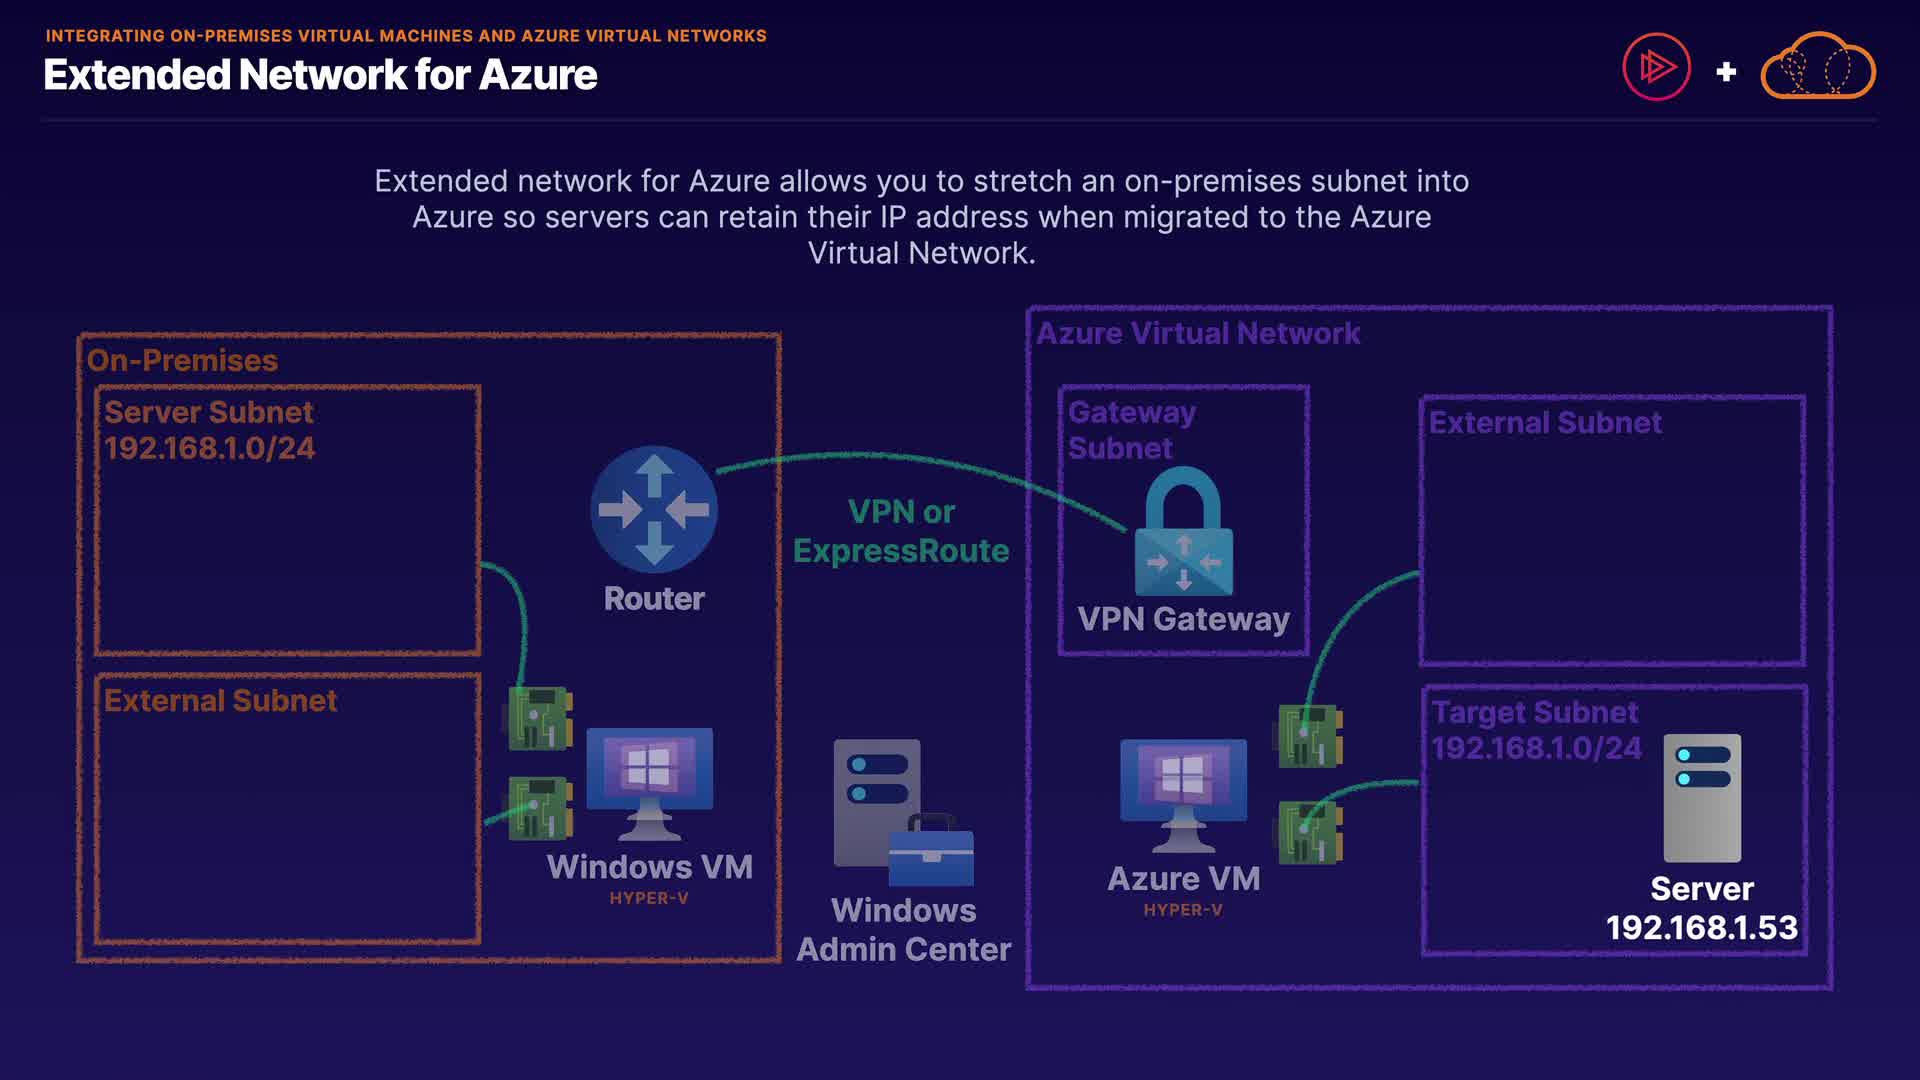 INTEGRATING ON-PREMISES VIRTUAL MACHINES AND AZURE VIRTUAL NETWORKS
Extended Network for Azure
Extended network for Azure allows you to stretch an on-premises subnet into
Azure so servers can retain their IP address when migrated to the Azure
Virtual Network.
On-Premises
Server Subnet
192.168.1.0/24
Router
External Subnet
Windows VM
HYPER-V
VPN or
ExpressRoute
Windows
Admin Center
Azure Virtual Network
Gateway
Subnet
VPN Gateway
External Subnet
Azure VM
HYPER-V
Target Subnet
192.168.1.0/24
Server
192.168.1.53